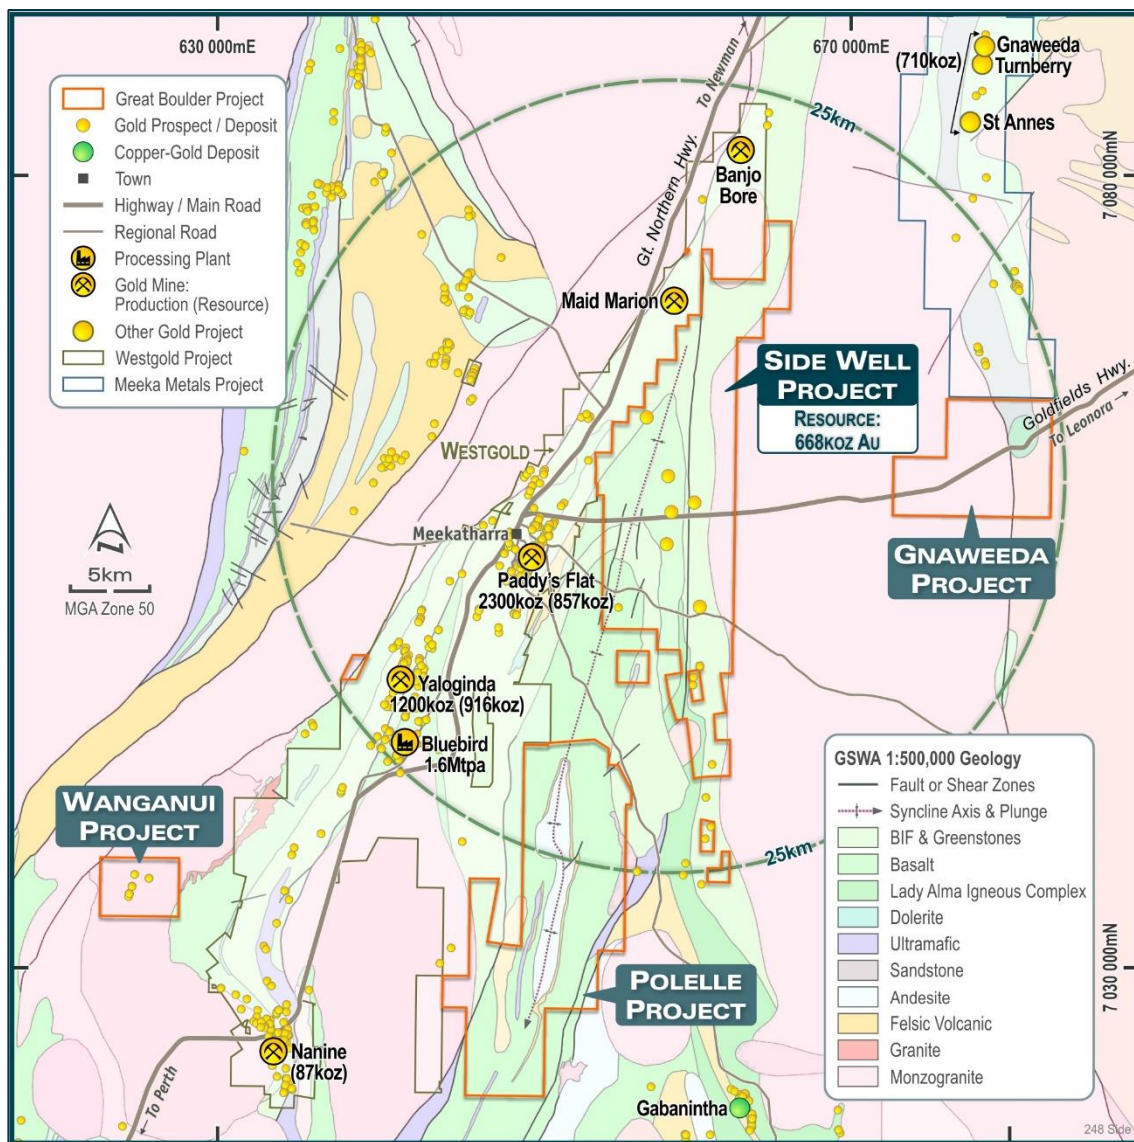 630 000mE
670 000mE
To Newman
25km
Gnaweeda
(710koz)
Turnberry
St Annes
7 080 000mN
Great Boulder Project
Gold Prospect / Deposit
Copper-Gold Deposit
Town
Highway / Main Road
Regional Road
Processing Plant
Gold Mine:
Production (Resource)
Other Gold Project
Westgold Project
Meeka Metals Project
Banjo
Bore
Gt. Northern Hwy.
Maid Marion
SIDE WELL
PROJECT
RESOURCE:
668KOZ AU
Goldfields Hwy.
To Leonora
WESTGOLD
Meekatharra
5km
MGA Zone 50
Paddy's Flat
2300koz (857koz)
GNAWEEDA
PROJECT
Yaloginda
1200koz (916koz)
Bluebird
1.6Mtpa
WANGANUI
PROJECT
25km
GSWA 1:500,000 Geology
Fault or Shear Zones
Syncline Axis & Plunge
BIF & Greenstones
Basalt
Lady Alma Igneous Complex
Dolerite
Ultramafic
Sandstone
Andesite
Felsic Volcanic
Granite
Monzogranite
7 030 000mN
POLELLE
PROJECT
Nanine
(87koz)
To Perth
Gabanintha
248 Side